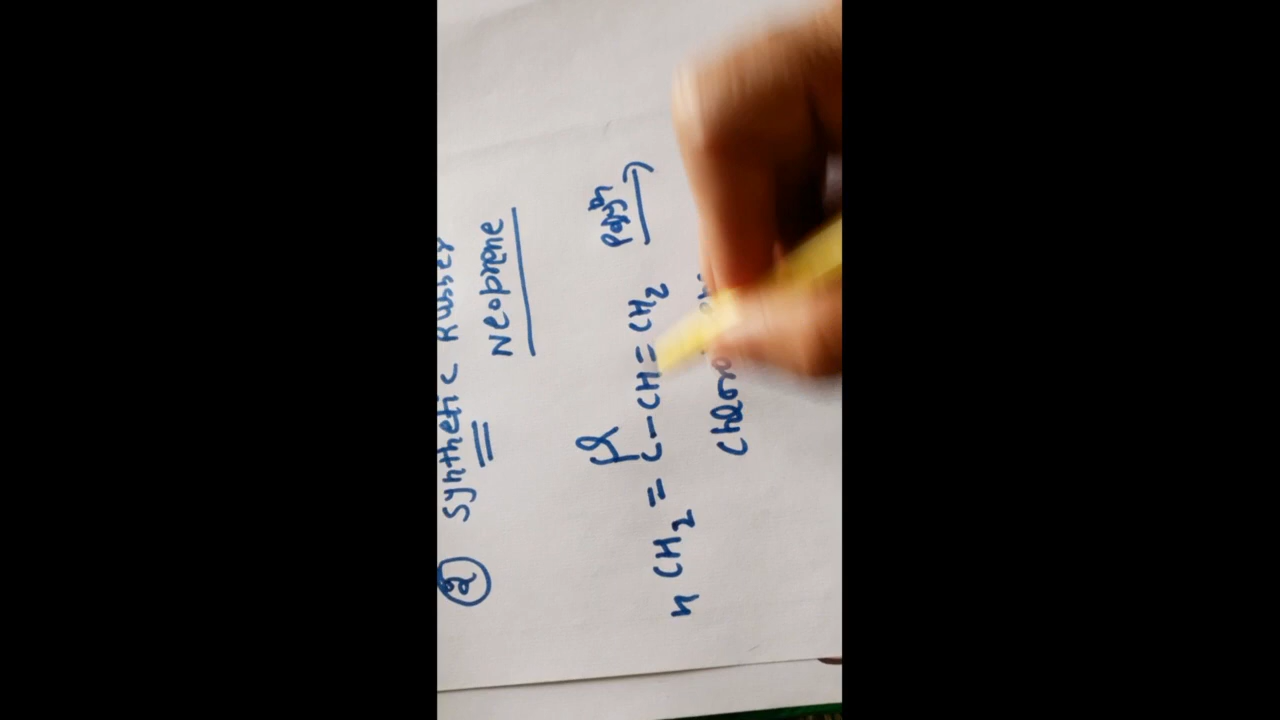 ② Synthetic Rubber
Neoprene
Cl
n CH2 = C - CH = CH2 Polyn →